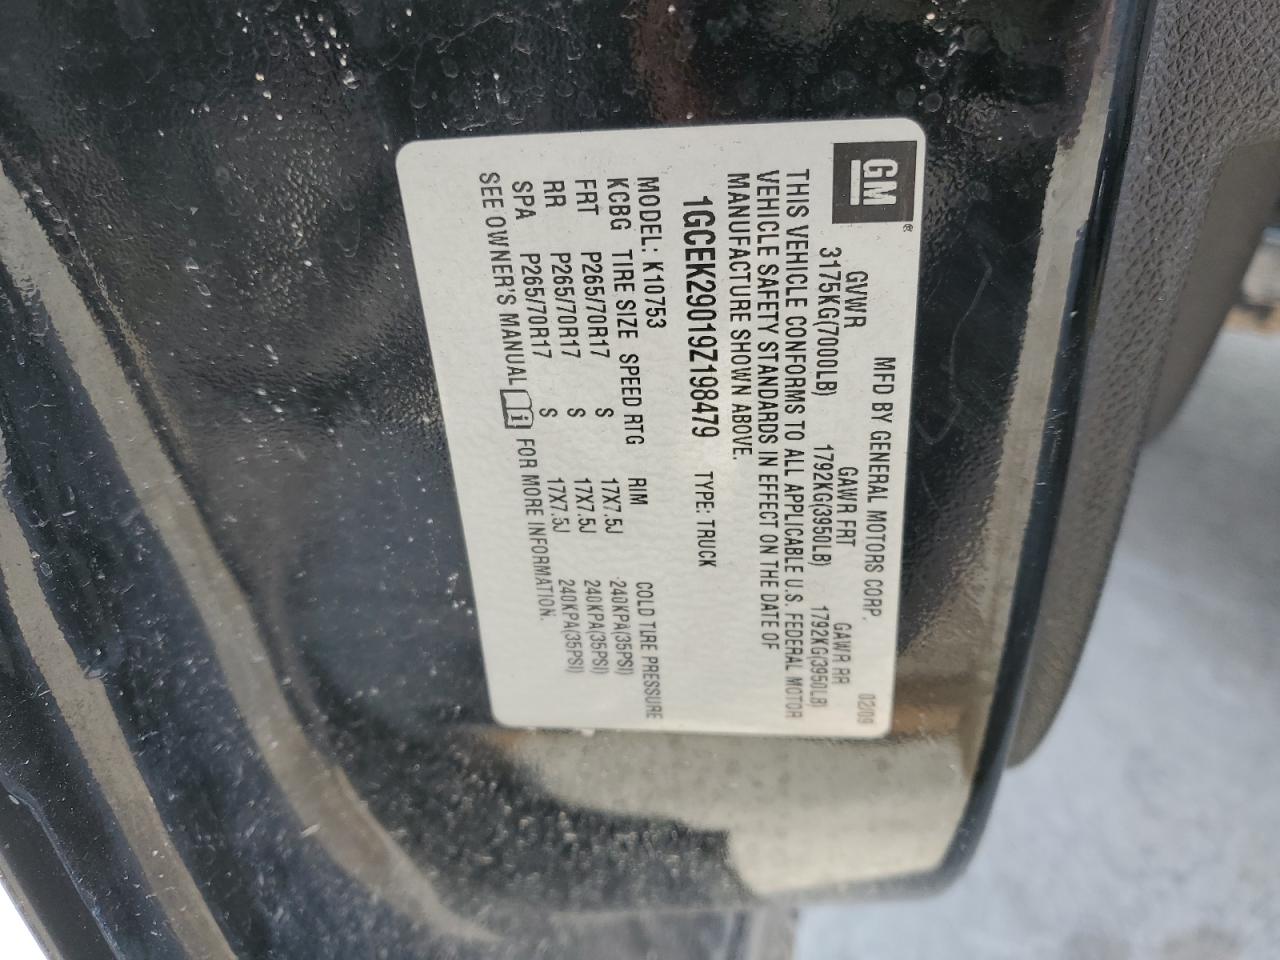 GM®
MFD BY GENERAL MOTORS CORP. 02/09
GVWR GAWR FRT GAWR RR
3175KG(7000LB) 1792KG(3950LB) 1792KG(3950LB)
THIS VEHICLE CONFORMS TO ALL APPLICABLE U.S. FEDERAL MOTOR
VEHICLE SAFETY STANDARDS IN EFFECT ON THE DATE OF
MANUFACTURE SHOWN ABOVE.
1GCEK29019Z198479 TYPE: TRUCK
MODEL: K10753
KCBG TIRE SIZE SPEED RTG RIM COLD TIRE PRESSURE
FRT P265/70R17 S 17X7.5J 240KPA(35PSI)
RR P265/70R17 S 17X7.5J 240KPA(35PSI)
SPA P265/70R17 S 17X7.5J 240KPA(35PSI)
SEE OWNER'S MANUAL i FOR MORE INFORMATION.